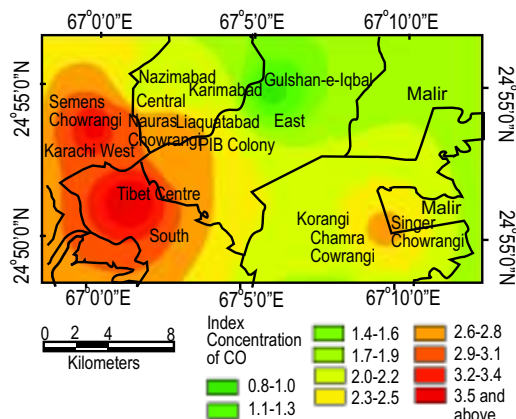 67°00"E 67°5"E 67°10"E
24°55'0"N
24°50'0"N
Nazimabad
Karimabad
Gulshan-e-Iqbal
Semens
Chowrangi
Central
Malir
Nauras
Chowrangi
Liaquatabad
East
Karachi West
PIB Colony
Tibet Centre
South
Korangi
Chamra
Cowrangi
Malir
Singer
Chowrangi
24°55'0"N
24°55'0"N
67°0'0"E 67°5'0"E 67°10'0"E
0 2 4 8
Kilometers
Index
Concentration
of CO
0.8-1.0
1.1-1.3
1.4-1.6
1.7-1.9
2.0-2.2
2.3-2.5
2.6-2.8
2.9-3.1
3.2-3.4
3.5 and
above